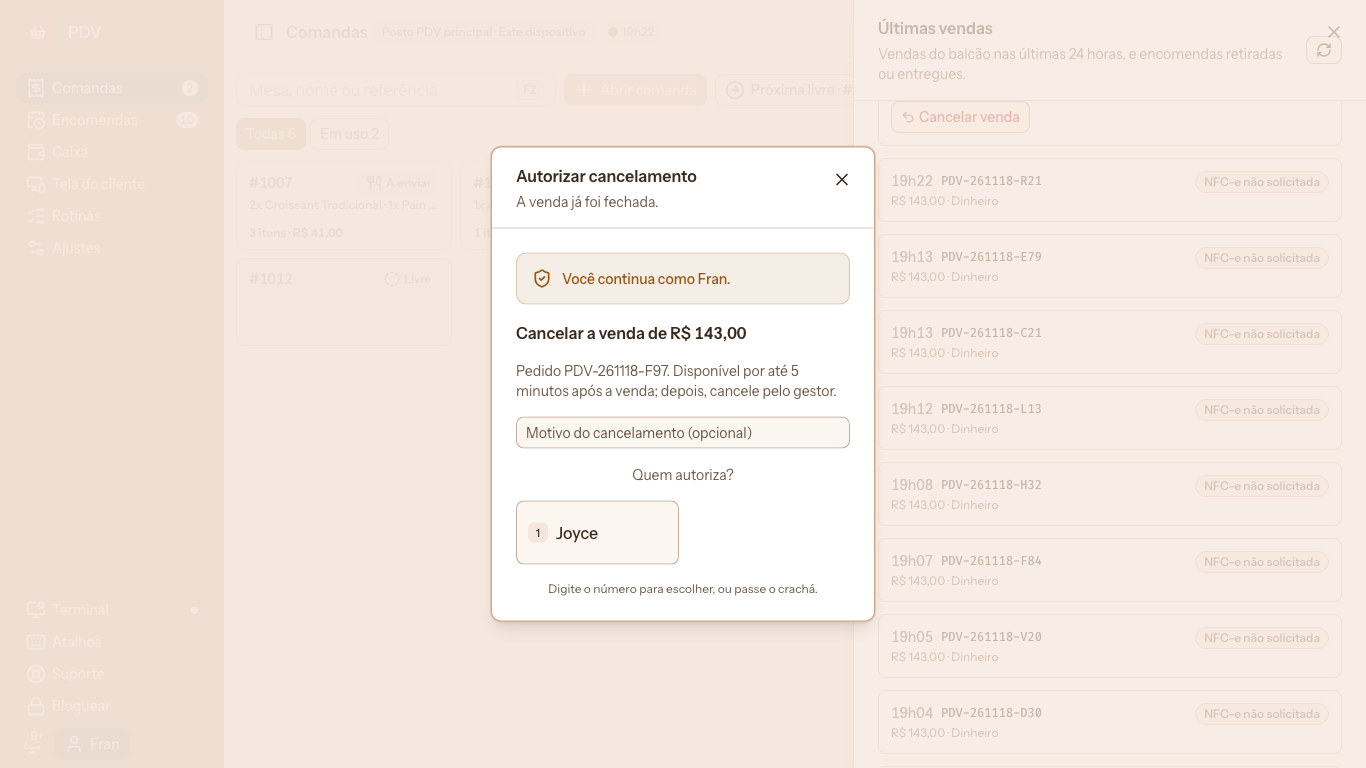 PDV
Comandas 2
Encomendas 10
Caixa
Tela do cliente
Rotinas
Ajustes
Terminal
Atalhos
Suporte
Bloquear
9+
Fran
Comandas
Posto PDV principal · Este dispositivo
19h22
Mesa, nome ou referência
F2
Abrir comanda
Próxima livre · #
Todas 6
Em uso 2
#1007
A enviar
2x Croissant Tradicional · 1x Pain ...
3 itens · R$ 41,00
#1012
Livre
Autorizar cancelamento
A venda já foi fechada.
Você continua como Fran.
Cancelar a venda de R$ 143,00
Pedido PDV-261118-F97. Disponível por até 5
minutos após a venda; depois, cancele pelo gestor.
Motivo do cancelamento (opcional)
Quem autoriza?
1 Joyce
Digite o número para escolher, ou passe o crachá.
Últimas vendas
Vendas do balcão nas últimas 24 horas, e encomendas retiradas
ou entregues.
Cancelar venda
19h22 PDV-261118-R21 NFC-e não solicitada
R$ 143,00 · Dinheiro
19h13 PDV-261118-E79 NFC-e não solicitada
R$ 143,00 · Dinheiro
19h13 PDV-261118-C21 NFC-e não solicitada
R$ 143,00 · Dinheiro
19h12 PDV-261118-L13 NFC-e não solicitada
R$ 143,00 · Dinheiro
19h08 PDV-261118-H32 NFC-e não solicitada
R$ 143,00 · Dinheiro
19h07 PDV-261118-F84 NFC-e não solicitada
R$ 143,00 · Dinheiro
19h05 PDV-261118-V20 NFC-e não solicitada
R$ 143,00 · Dinheiro
19h04 PDV-261118-D30 NFC-e não solicitada
R$ 143,00 · Dinheiro